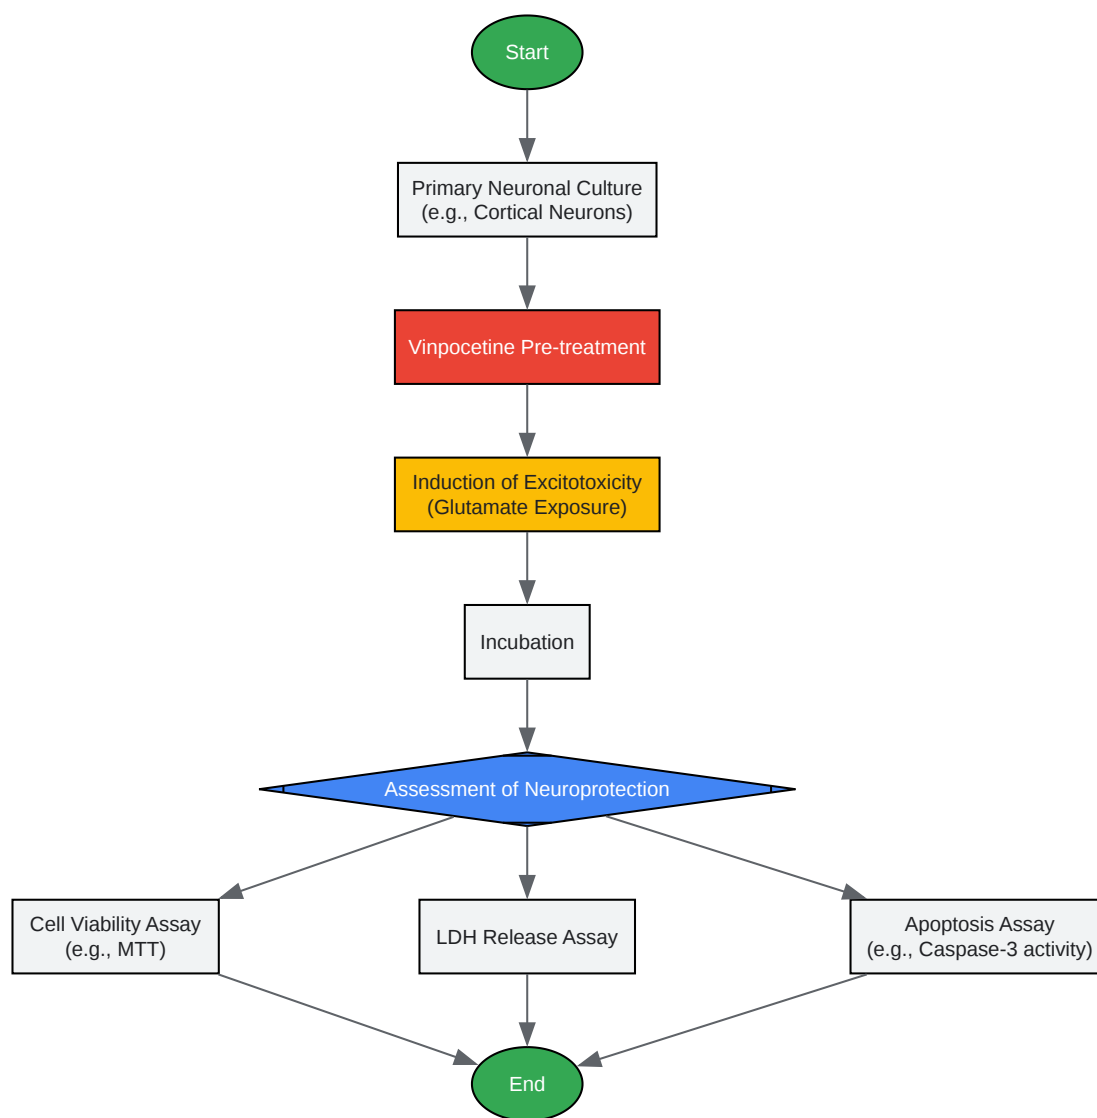 Start
Primary Neuronal Culture
(e.g., Cortical Neurons)
Vinpocetine Pre-treatment
Induction of Excitotoxicity
(Glutamate Exposure)
Incubation
Assessment of Neuroprotection
Cell Viability Assay
(e.g., MTT)
LDH Release Assay
Apoptosis Assay
(e.g., Caspase-3 activity)
End